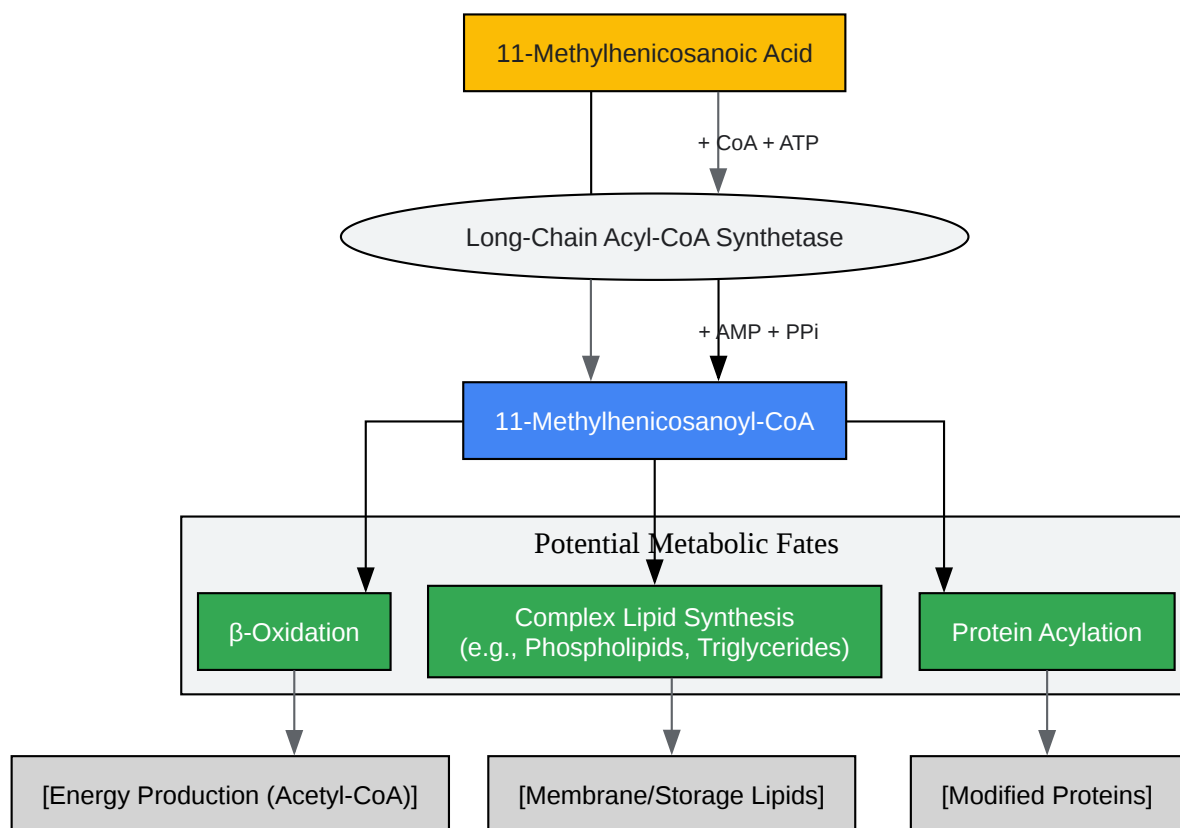 11-Methylhenicosanoic Acid
+ CoA + ATP
Long-Chain Acyl-CoA Synthetase
+ AMP + PPi
11-Methylhenicosanoyl-CoA
Potential Metabolic Fates
β-Oxidation
Complex Lipid Synthesis
(e.g., Phospholipids, Triglycerides)
Protein Acylation
[Energy Production (Acetyl-CoA)]
[Membrane/Storage Lipids]
[Modified Proteins]